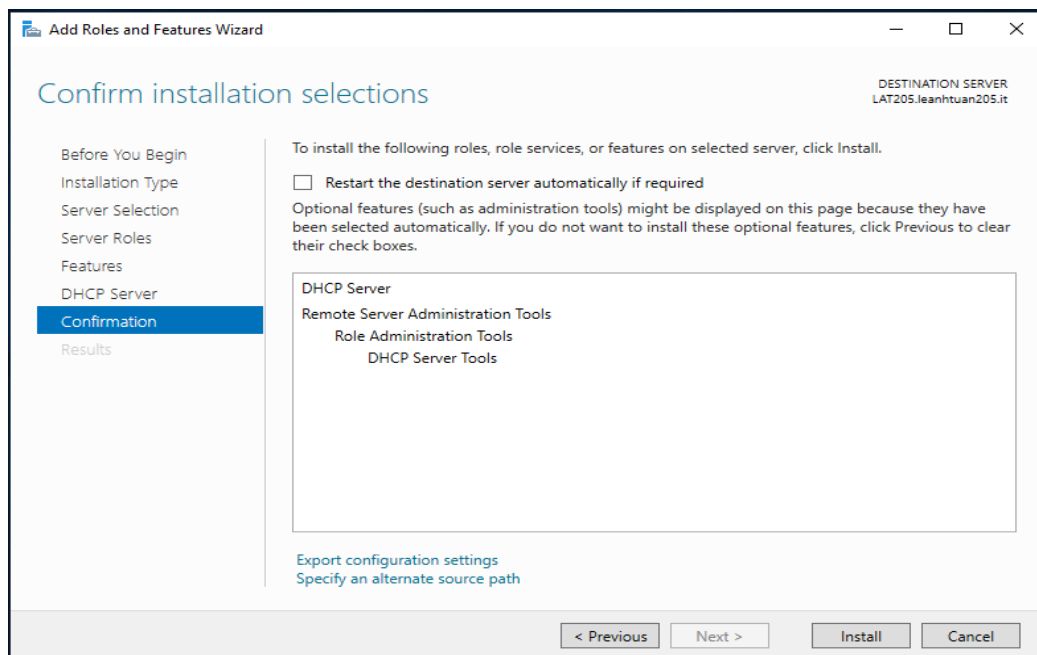 Add Roles and Features Wizard
Confirm installation selections
DESTINATION SERVER
LAT205.leanhtuan205.it
Before You Begin
Installation Type
Server Selection
Server Roles
Features
DHCP Server
Confirmation
Results
To install the following roles, role services, or features on selected server, click Install.
Restart the destination server automatically if required
Optional features (such as administration tools) might be displayed on this page because they have
been selected automatically. If you do not want to install these optional features, click Previous to clear
their check boxes.
DHCP Server
Remote Server Administration Tools
Role Administration Tools
DHCP Server Tools
Export configuration settings
Specify an alternate source path
< Previous
Next >
Install
Cancel